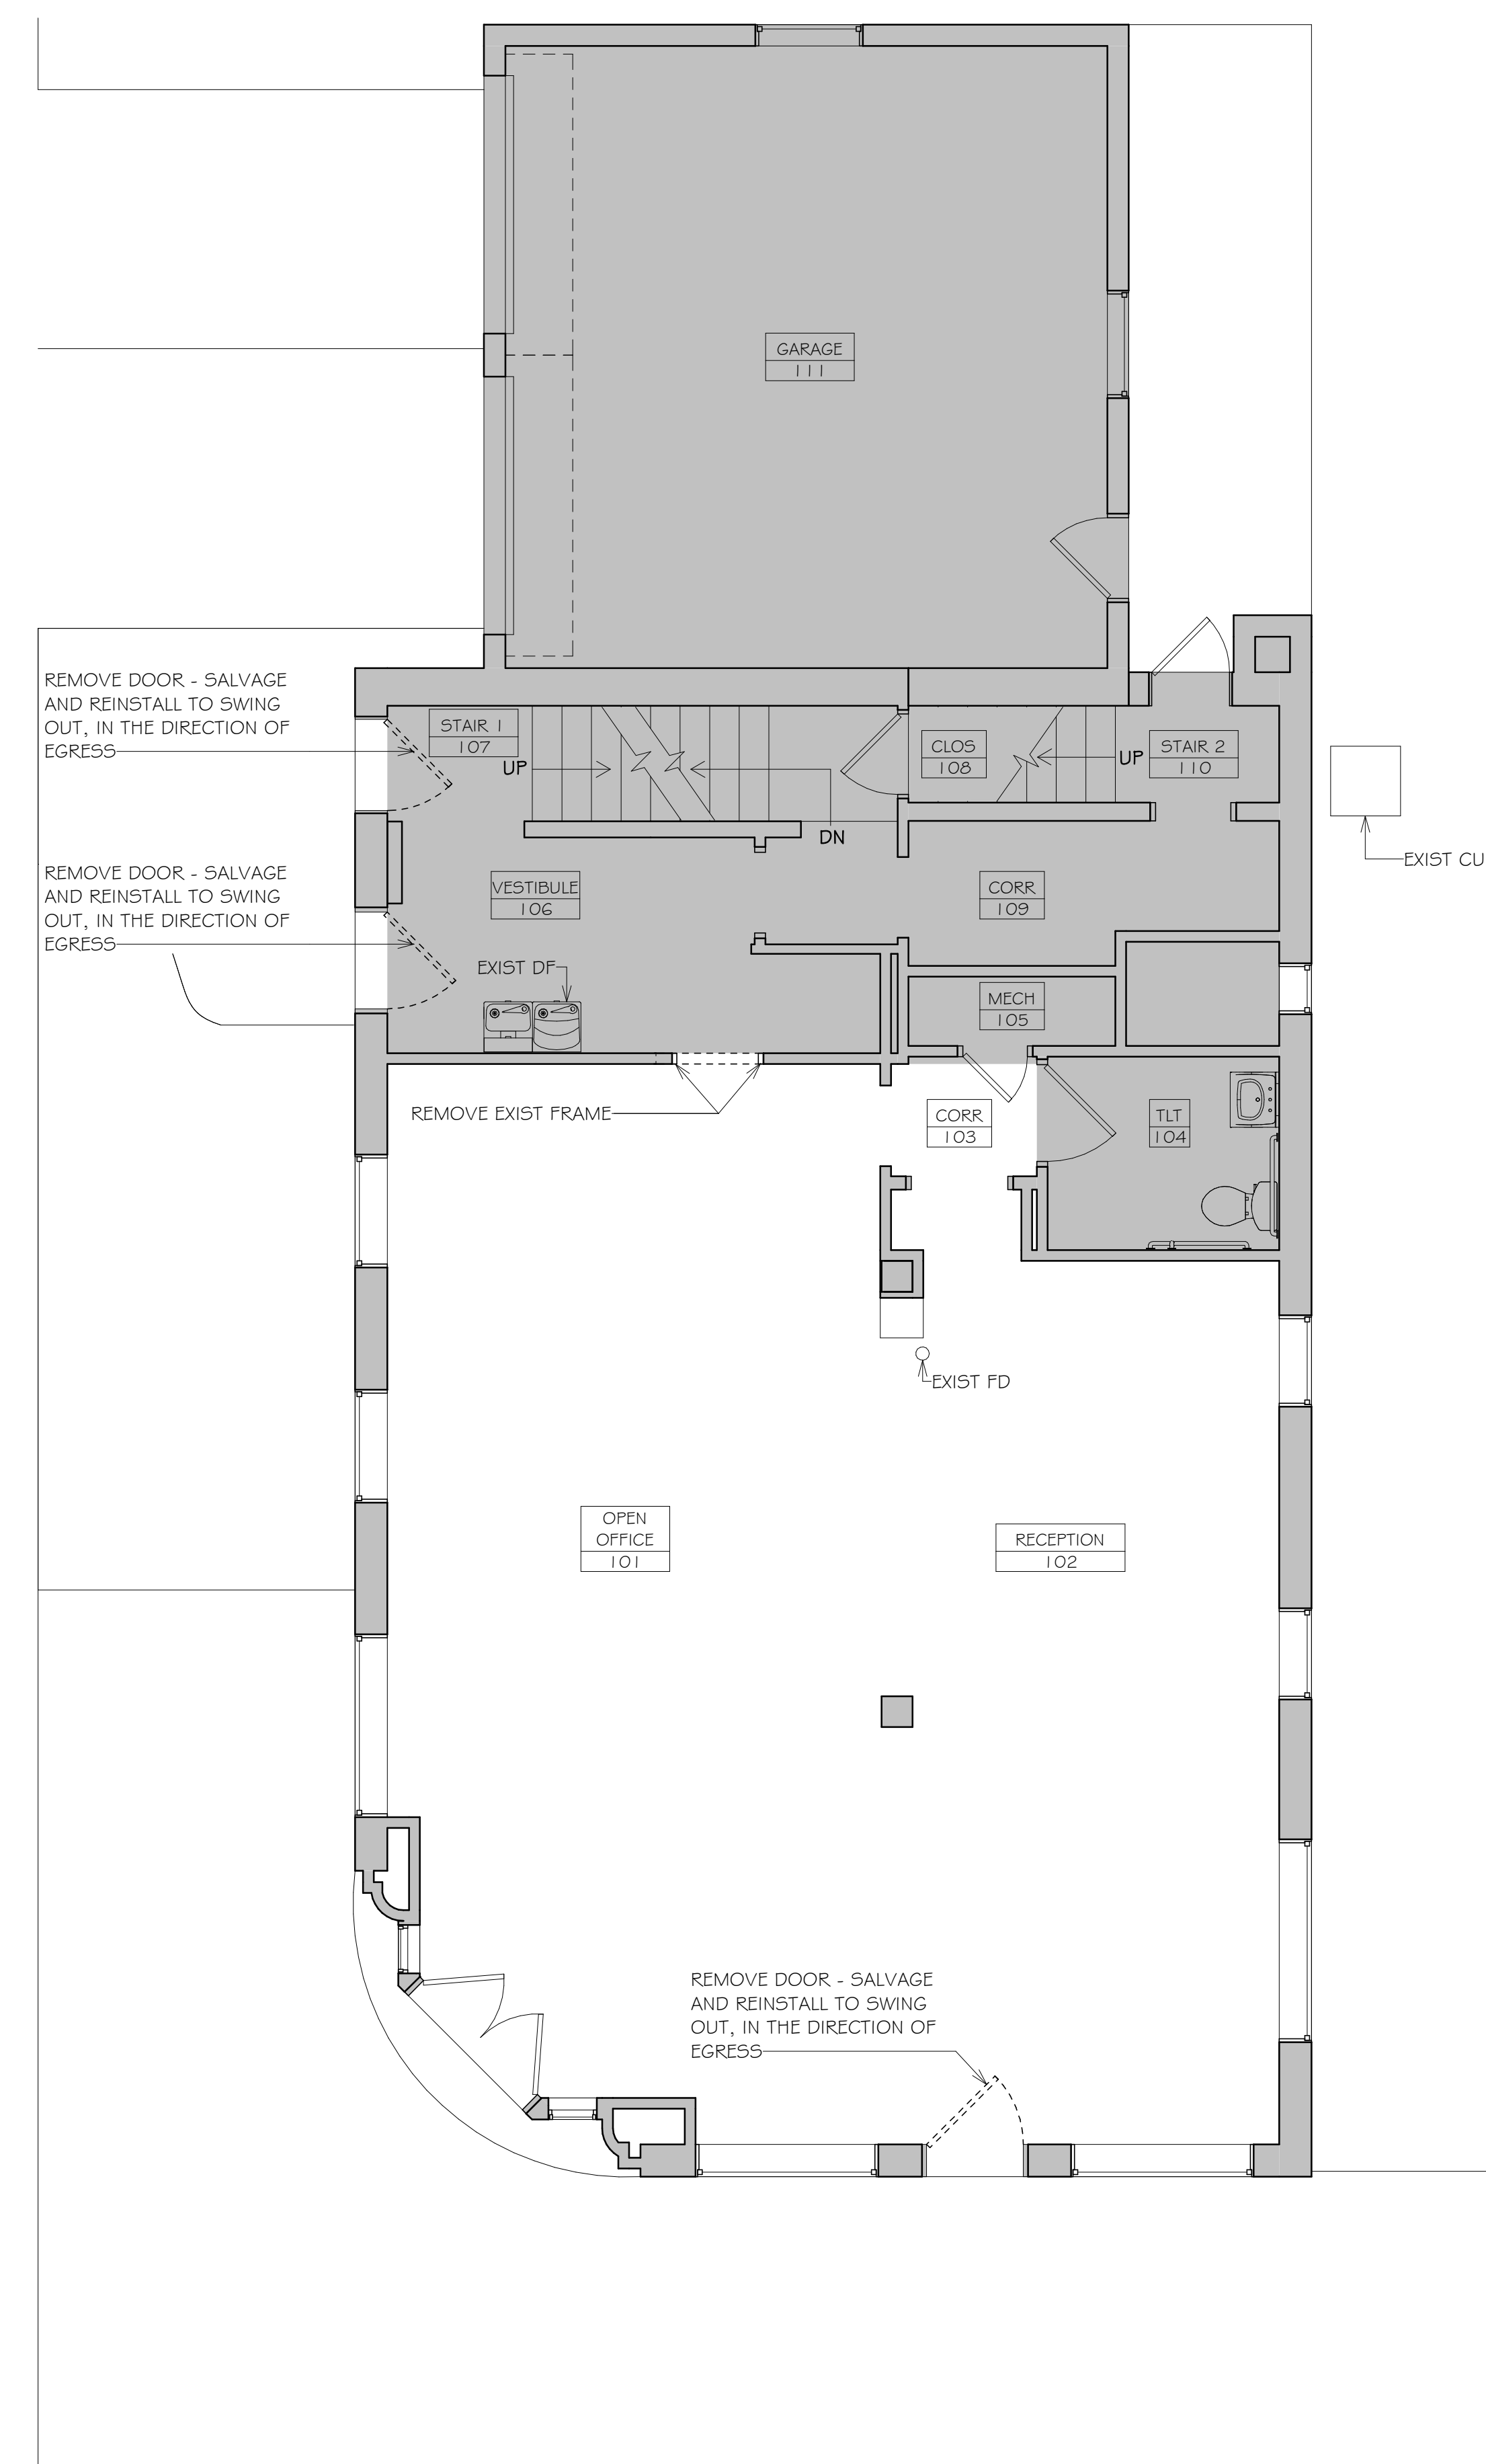 GARAGE
111
REMOVE DOOR - SALVAGE
AND REINSTALL TO SWING
OUT, IN THE DIRECTION OF
EGRESS
STAIR 1
107
UP
DN
CLOS
108
UP
STAIR 2
110
EXIST CU
REMOVE DOOR - SALVAGE
AND REINSTALL TO SWING
OUT, IN THE DIRECTION OF
EGRESS
VESTIBULE
106
CORR
109
EXIST DF
MECH
105
REMOVE EXIST FRAME
CORR
103
TLT
104
EXIST FD
OPEN
OFFICE
101
RECEPTION
102
REMOVE DOOR - SALVAGE
AND REINSTALL TO SWING
OUT, IN THE DIRECTION OF
EGRESS